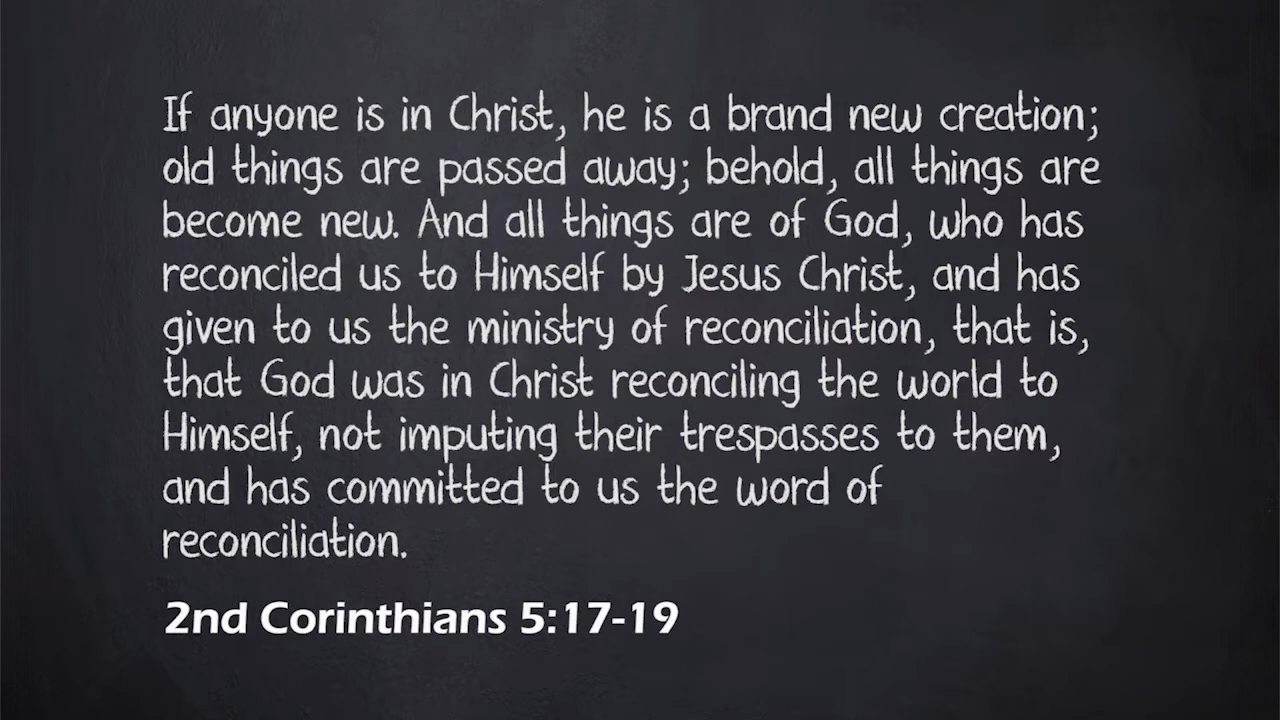 If anyone is in Christ, he is a brand new creation;
old things are passed away; behold, all things are
become new. And all things are of God, who has
reconciled us to Himself by Jesus Christ, and has
given to us the ministry of reconciliation, that is,
that God was in Christ reconciling the world to
Himself, not imputing their trespasses to them,
and has committed to us the word of
reconciliation.
2nd Corinthians 5:17-19